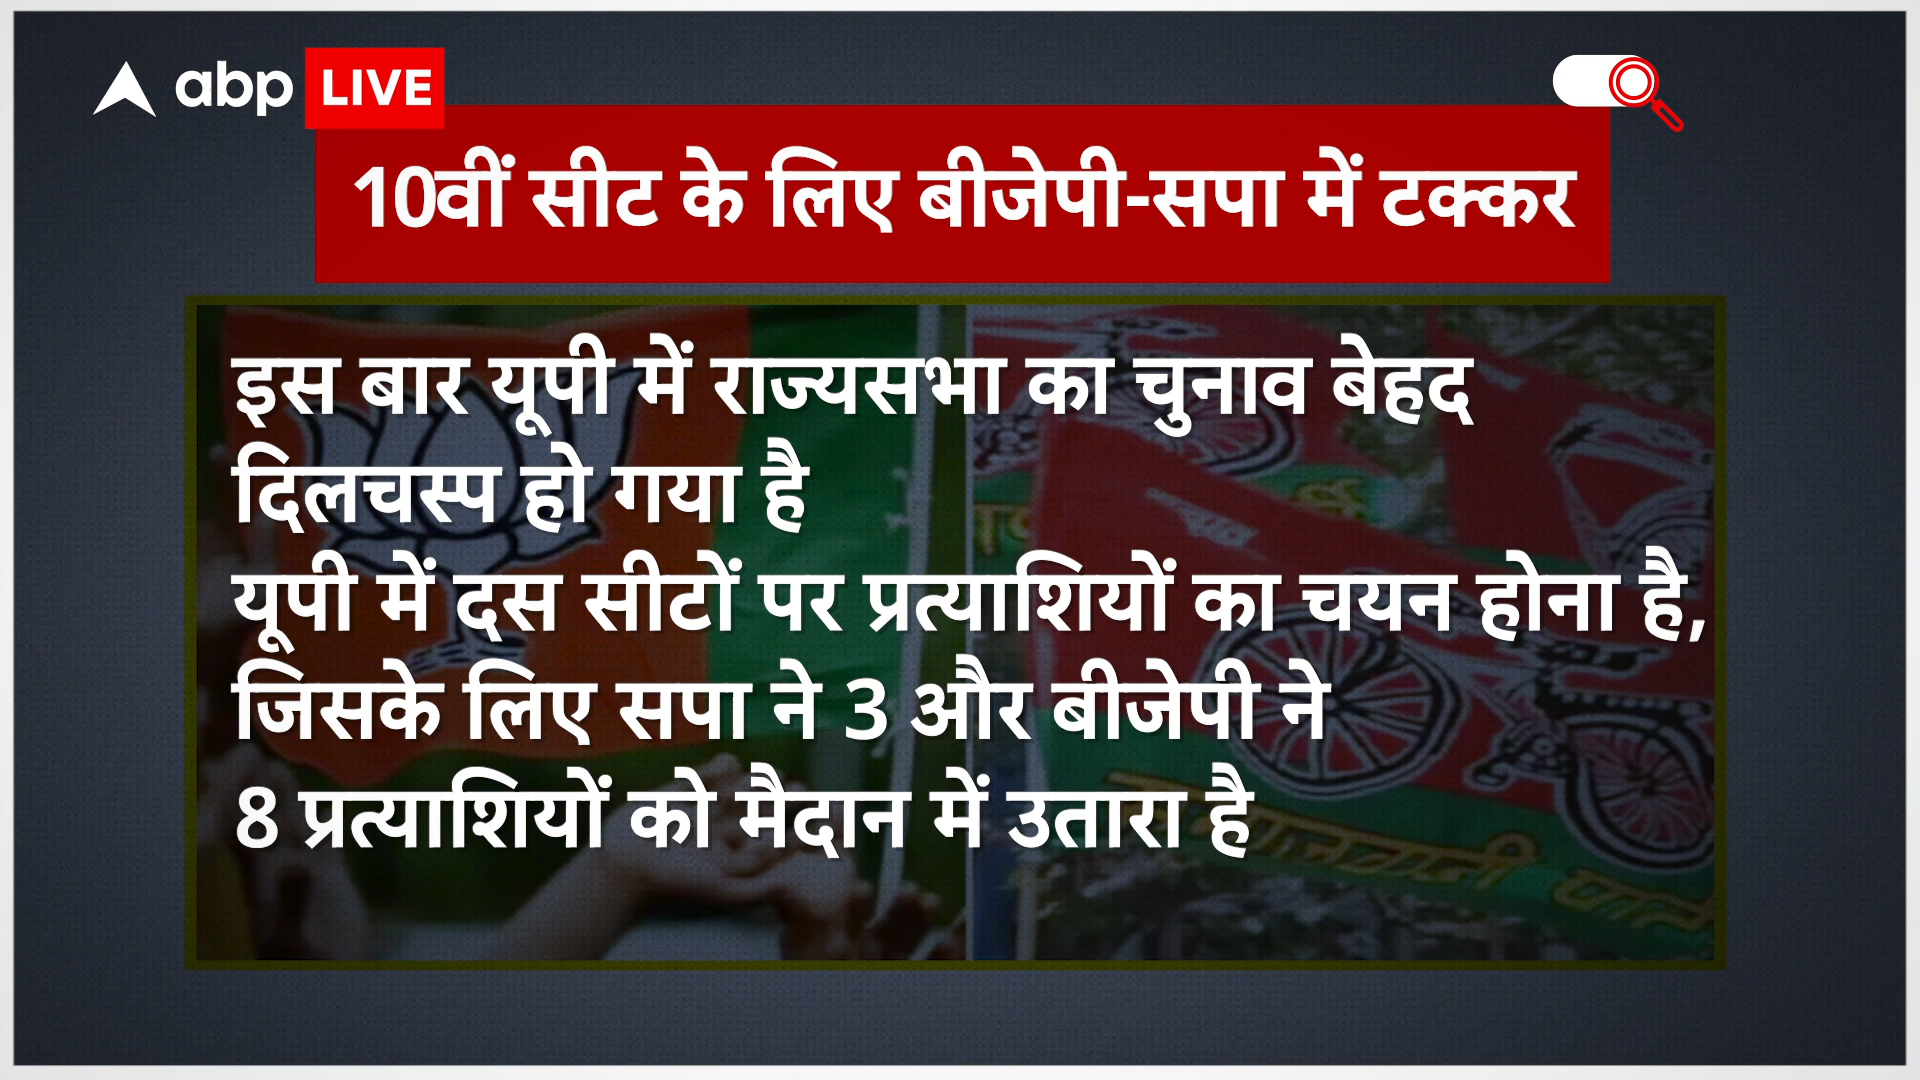 abp LIVE
10वीं सीट के लिए बीजेपी-सपा में टक्कर
इस बार यूपी में राज्यसभा का चुनाव बेहद
दिलचस्प हो गया है
यूपी में दस सीटों पर प्रत्याशियों का चयन होना है,
जिसके लिए सपा ने 3 और बीजेपी ने
8 प्रत्याशियों को मैदान में उतारा है